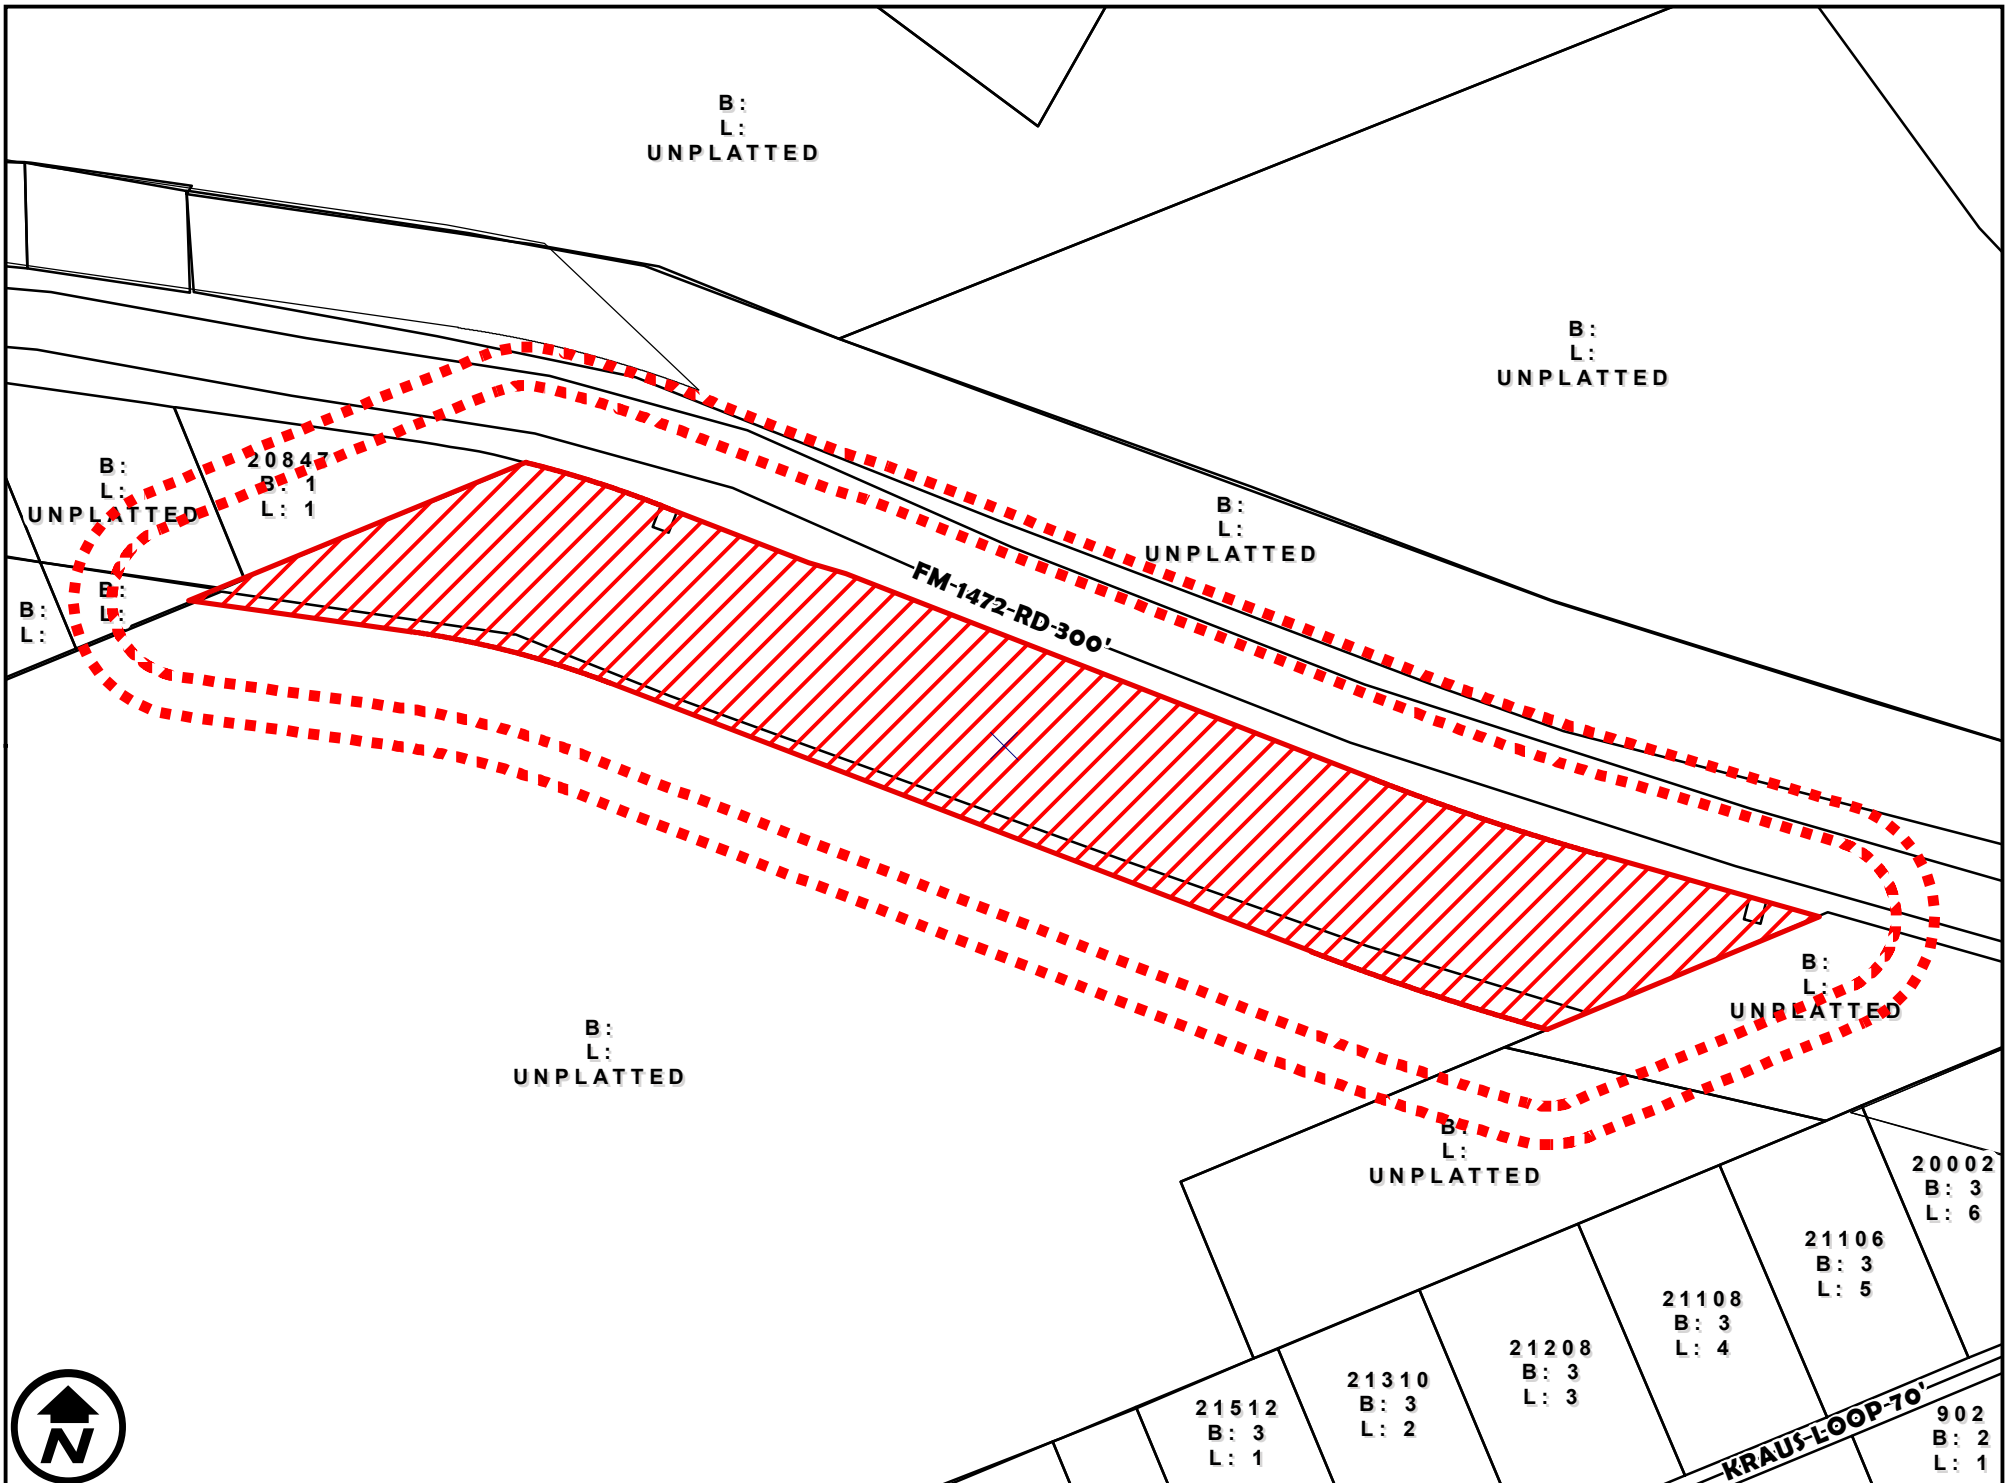 B:
L:
UNPLATTED
B:
L:
UNPLATTED
B:
L:
UNPLATTED
20847
B: 1
L: 1
B:
L:
UNPLATTED
FM-1472-RD-300'
B:
L:
B:
L:
B:
L:
UNPLATTED
B:
L:
UNPLATTED
B:
L:
UNPLATTED
20002
B: 3
L: 6
21106
B: 3
L: 5
21108
B: 3
L: 4
21208
B: 3
L: 3
21310
B: 3
L: 2
21512
B: 3
L: 1
KRAUS-LOOP-70'
902
B: 2
L: 1
N